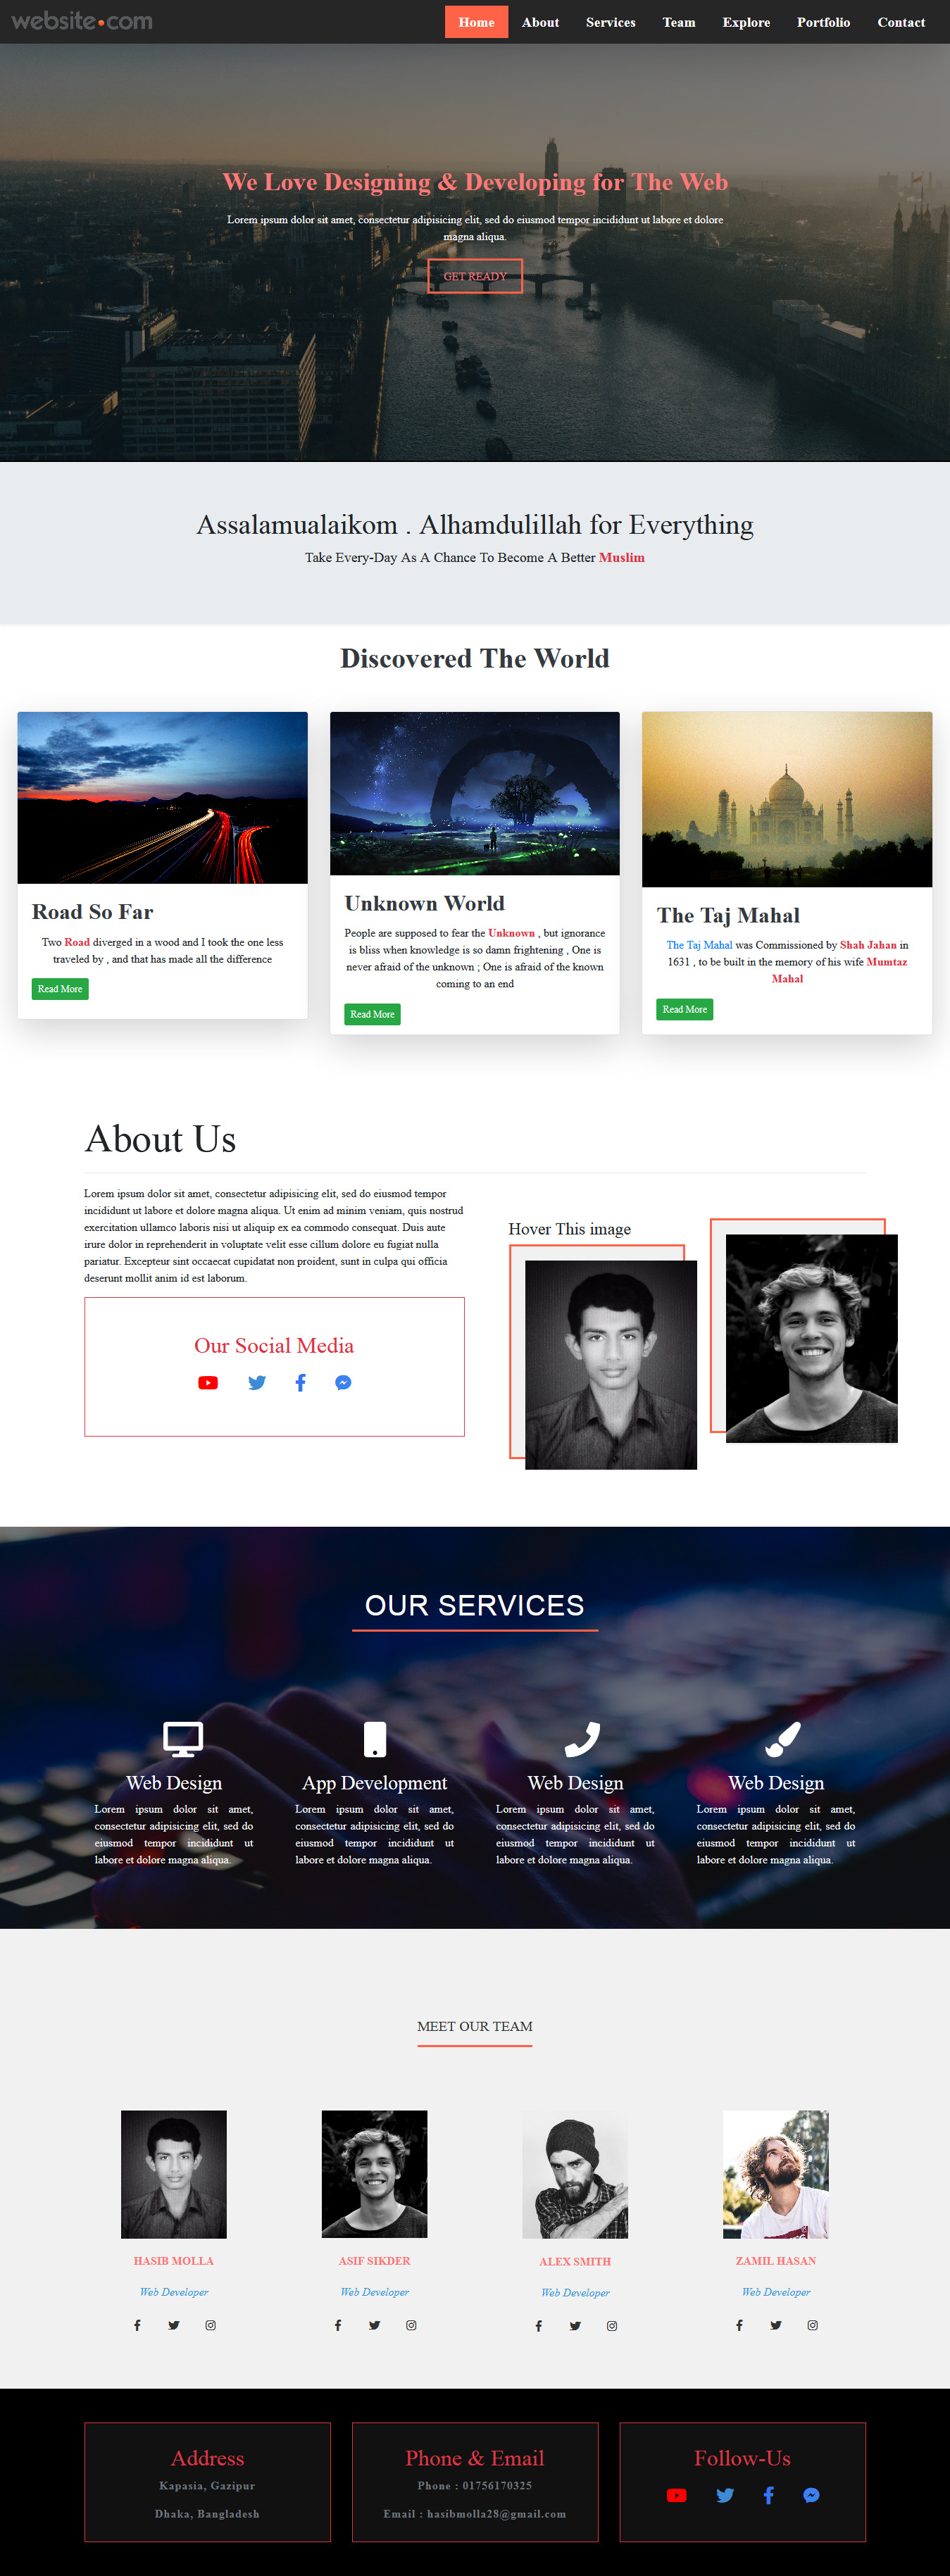 website.com
Home About Services Team Explore Portfolio Contact
We Love Designing & Developing for The Web
Lorem ipsum dolor sit amet, consectetur adipisicing elit, sed do eiusmod tempor incididunt ut labore et dolore
magna aliqua.
GET READY
Assalamualaikom . Alhamdulillah for Everything
Take Every-Day As A Chance To Become A Better Muslim
Discovered The World
Road So Far
Two Road diverged in a wood and I took the one less
traveled by , and that has made all the difference
Read More
Unknown World
People are supposed to fear the Unknown , but ignorance
is bliss when knowledge is so damn frightening , One is
never afraid of the unknown ; One is afraid of the known
coming to an end
Read More
The Taj Mahal
The Taj Mahal was Commissioned by Shah Jahan in
1631 , to be built in the memory of his wife Mumtaz
Mahal
Read More
About Us
Lorem ipsum dolor sit amet, consectetur adipisicing elit, sed do eiusmod tempor
incididunt ut labore et dolore magna aliqua. Ut enim ad minim veniam, quis nostrud
exercitation ullamco laboris nisi ut aliquip ex ea commodo consequat. Duis aute
irure dolor in reprehenderit in voluptate velit esse cillum dolore eu fugiat nulla
pariatur. Excepteur sint occaecat cupidatat non proident, sunt in culpa qui officia
deserunt mollit anim id est laborum.
Our Social Media
Hover This image
OUR SERVICES
Web Design
Lorem ipsum dolor sit amet,
consectetur adipisicing elit, sed do
eiusmod tempor incididunt ut
labore et dolore magna aliqua.
App Development
Lorem ipsum dolor sit amet,
consectetur adipisicing elit, sed do
eiusmod tempor incididunt ut
labore et dolore magna aliqua.
Web Design
Lorem ipsum dolor sit amet,
consectetur adipisicing elit, sed do
eiusmod tempor incididunt ut
labore et dolore magna aliqua.
Web Design
Lorem ipsum dolor sit amet,
consectetur adipisicing elit, sed do
eiusmod tempor incididunt ut
labore et dolore magna aliqua.
MEET OUR TEAM
HASIB MOLLA
Web Developer
ASIF SIKDER
Web Developer
ALEX SMITH
Web Developer
ZAMIL HASAN
Web Developer
Address
Kapasia, Gazipur
Dhaka, Bangladesh
Phone & Email
Phone : 01756170325
Email : hasibmolla28@gmail.com
Follow-Us